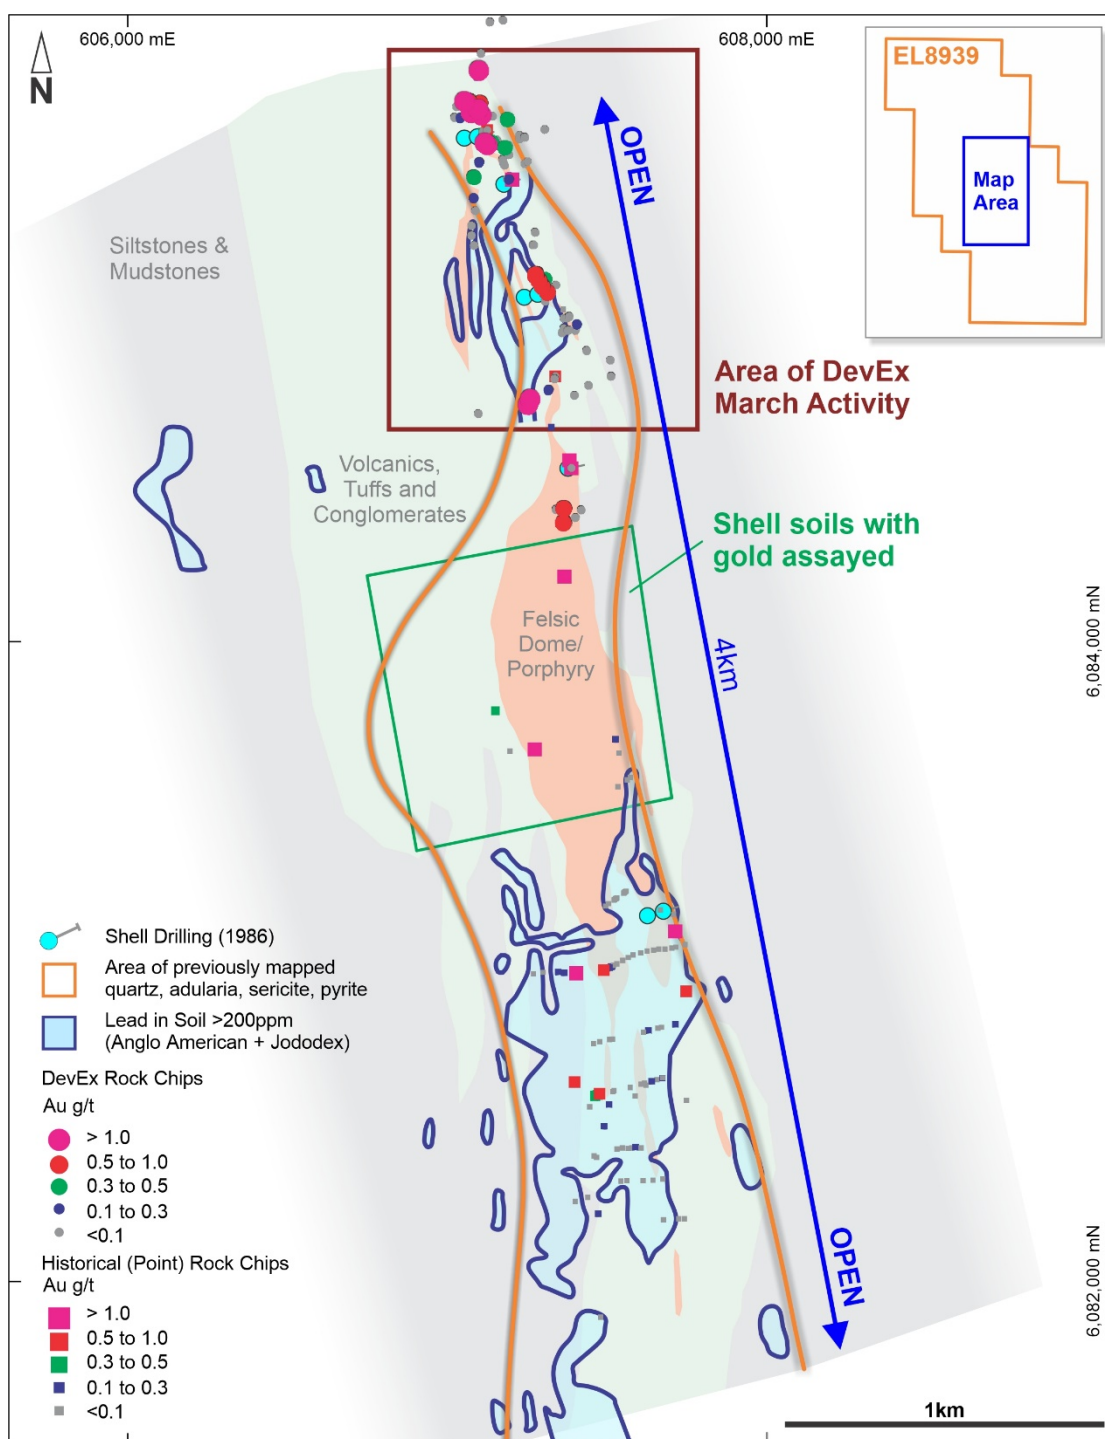 606,000 mE
608,000 mE
N
EL8939
Map
Area
OPEN
Siltstones &
Mudstones
Area of DevEx
March Activity
Volcanics,
Tuffs and
Conglomerates
Shell soils with
gold assayed
Felsic
Dome/
Porphyry
4km
6,084,000 mN
Shell Drilling (1986)
Area of previously mapped
quartz, adularia, sericite, pyrite
Lead in Soil >200ppm
(Anglo American + Jododex)
DevEx Rock Chips
Au g/t
> 1.0
0.5 to 1.0
0.3 to 0.5
0.1 to 0.3
<0.1
Historical (Point) Rock Chips
Au g/t
> 1.0
0.5 to 1.0
0.3 to 0.5
0.1 to 0.3
<0.1
OPEN
6,082,000 mN
1km